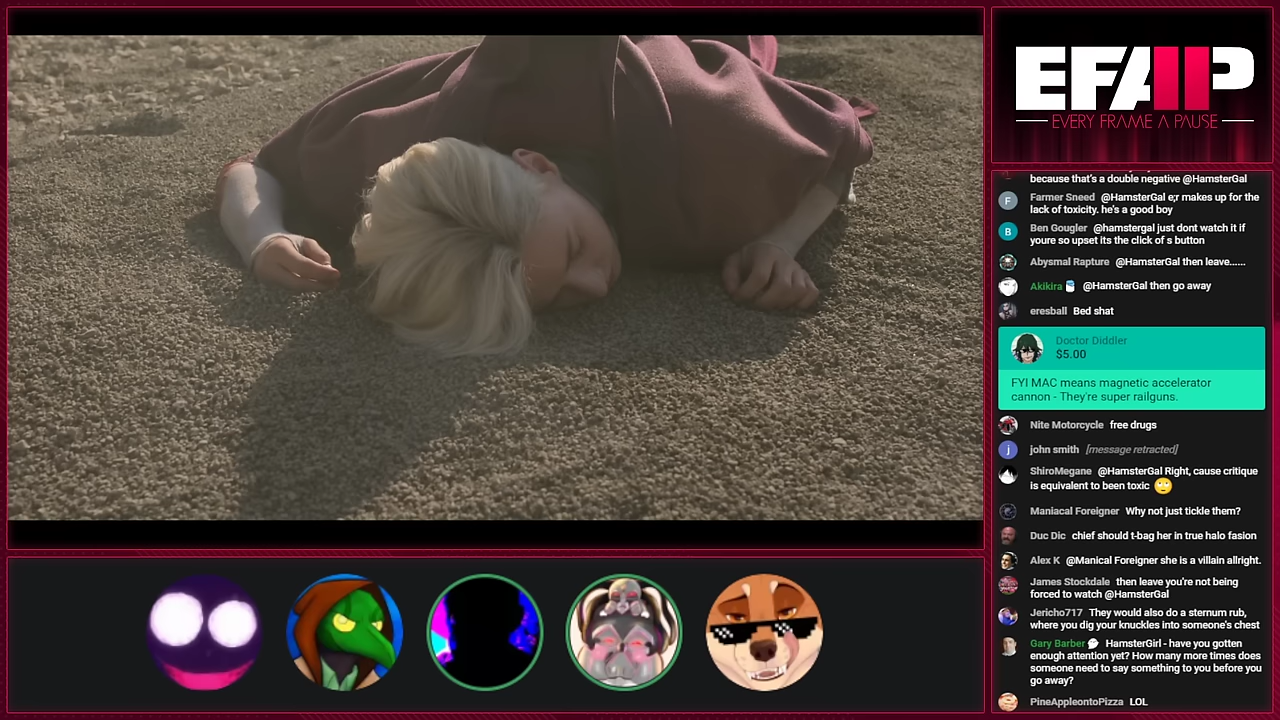 EFAP
EVERY FRAME A PAUSE
because that's a double negative @HamsterGal
F
Farmer Sneed @HamsterGal e;r makes up for the
lack of toxicity. he's a good boy
B
Ben Gougler @hamstergal just dont watch it if
youre so upset its the click of s button
Abysmal Rapture @HamsterGal then leave......
Akikira @HamsterGal then go away
eresball Bed shat
Doctor Diddler
$5.00
FYI MAC means magnetic accelerator
cannon - They're super railguns.
Nite Motorcycle free drugs
j
john smith [message retracted]
ShiroMegane @HamsterGal Right, cause critique
is equivalent to been toxic 🙄
Maniacal Foreigner Why not just tickle them?
Duc Dic chief should t-bag her in true halo fasion
Alex K @Manical Foreigner she is a villain allright.
James Stockdale then leave you're not being
forced to watch @HamsterGal
Jericho717 They would also do a sternum rub,
where you dig your knuckles into someone's chest
Gary Barber HamsterGirl - have you gotten
enough attention yet? How many more times does
someone need to say something to you before you
go away?
PineAppleontoPizza LOL